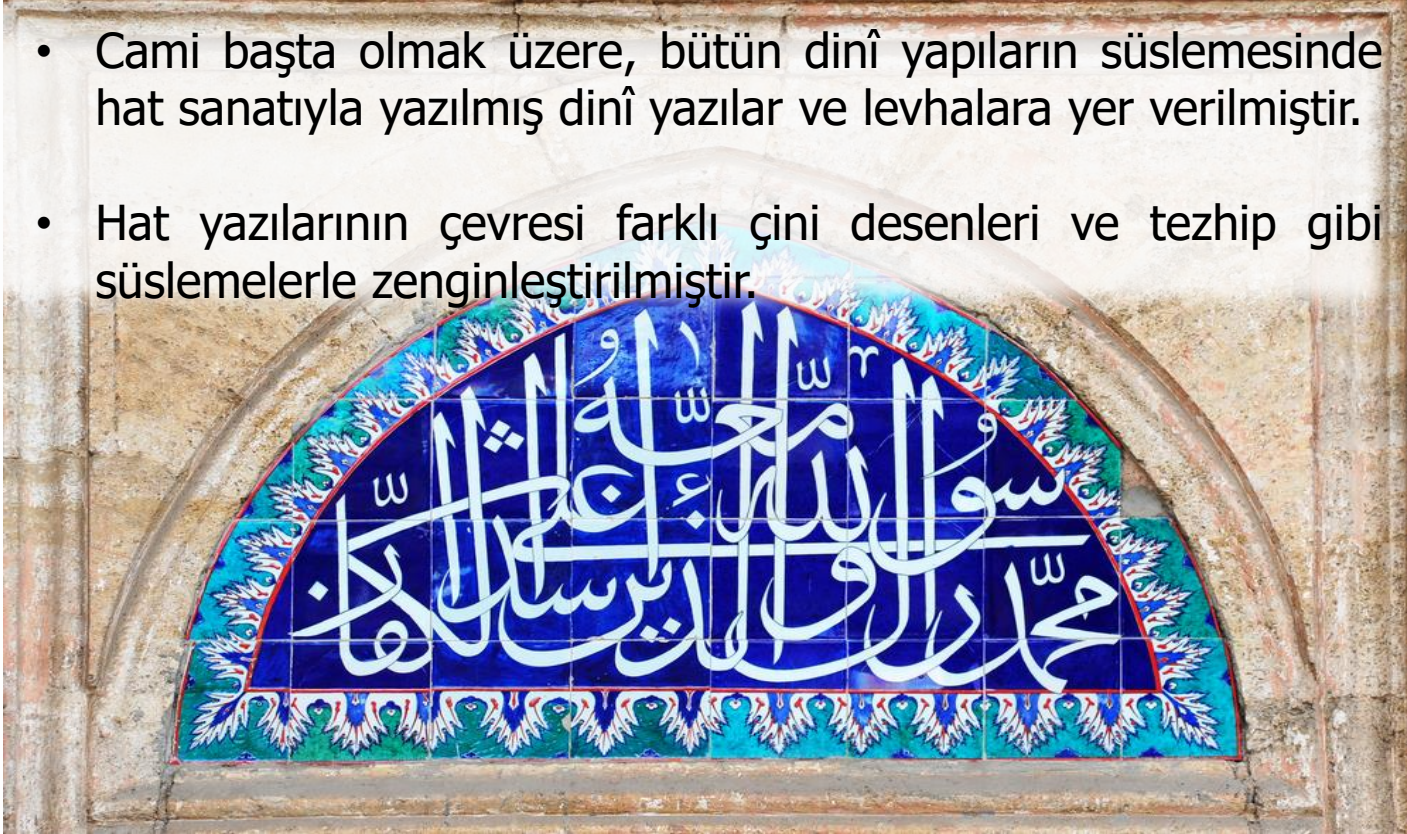 • Cami başta olmak üzere, bütün dinî yapıların süslemesinde
hat sanatıyla yazılmış dinî yazılar ve levhalara yer verilmiştir.
• Hat yazılarının çevresi farklı çini desenleri ve tezhip gibi
süslemelerle zenginleştirilmiştir.
محمد رسول الله والذين معه أشداء على الكفار